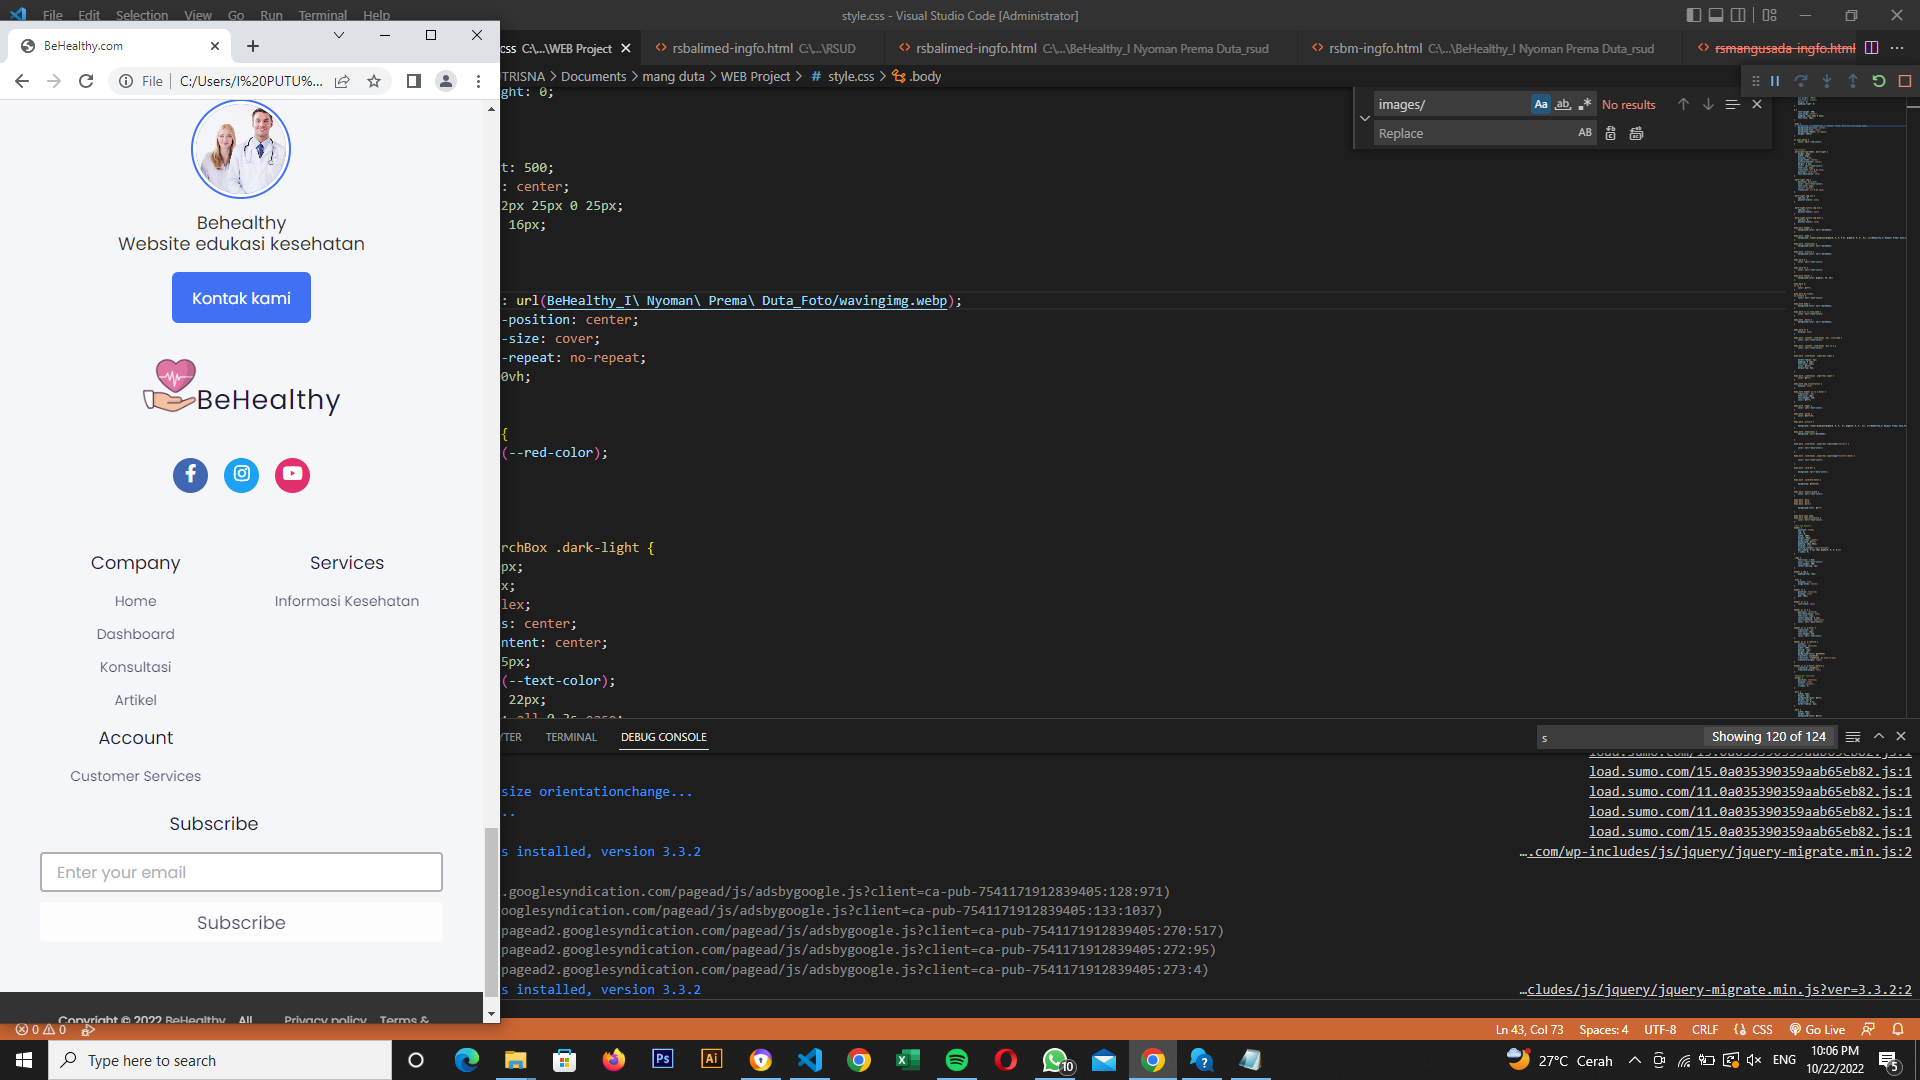 File Edit Selection View Go Run Terminal Help
style.css - Visual Studio Code [Administrator]
BeHealthy.com
File C:/Users/I%20PUTU%...
css C:\...\WEB Project
rsbalimed-ingfo.html C:\...\RSUD
rsbalimed-ingfo.html C:\...\BeHealthy_I Nyoman Prema Duta_rsud
rsbm-ingfo.html C:\...\BeHealthy_I Nyoman Prema Duta_rsud
rsmangusada-ingfo.html
TRISNA > Documents > mang duta > WEB Project > # style.css > .body
images/
Aa ab .*
No results
Replace
AB
ght: 0;
t: 500;
: center;
2px 25px 0 25px;
16px;
: url(BeHealthy_I\ Nyoman\ Prema\ Duta_Foto/wavingimg.webp);
-position: center;
-size: cover;
-repeat: no-repeat;
0vh;
{
(--red-color);
rchBox .dark-light {
px;
x;
lex;
s: center;
ntent: center;
5px;
(--text-color);
22px;
: all 0.3s ease;
Behealthy
Website edukasi kesehatan
Kontak kami
BeHealthy
Company
Home
Dashboard
Konsultasi
Artikel
Services
Informasi Kesehatan
Account
Customer Services
Subscribe
Enter your email
Subscribe
Copyright © 2022 BeHealthy All
Privacy policy Terms &
TERMINAL DEBUG CONSOLE
s
Showing 120 of 124
load.sumo.com/15.0a035390359aab65eb82.js:1
load.sumo.com/15.0a035390359aab65eb82.js:1
size orientationchange...
load.sumo.com/11.0a035390359aab65eb82.js:1
..
load.sumo.com/11.0a035390359aab65eb82.js:1
load.sumo.com/15.0a035390359aab65eb82.js:1
s installed, version 3.3.2
….com/wp-includes/js/jquery/jquery-migrate.min.js:2
.googlesyndication.com/pagead/js/adsbygoogle.js?client=ca-pub-7541171912839405:128:971)
ooglesyndication.com/pagead/js/adsbygoogle.js?client=ca-pub-7541171912839405:133:1037)
pagead2.googlesyndication.com/pagead/js/adsbygoogle.js?client=ca-pub-7541171912839405:270:517)
pagead2.googlesyndication.com/pagead/js/adsbygoogle.js?client=ca-pub-7541171912839405:272:95)
pagead2.googlesyndication.com/pagead/js/adsbygoogle.js?client=ca-pub-7541171912839405:273:4)
s installed, version 3.3.2
…cludes/js/jquery/jquery-migrate.min.js?ver=3.3.2:2
0 0
Ln 43, Col 73 Spaces: 4 UTF-8 CRLF CSS Go Live
Type here to search
Ps
Ai
10
27°C Cerah
ENG
10:06 PM
10/22/2022
5